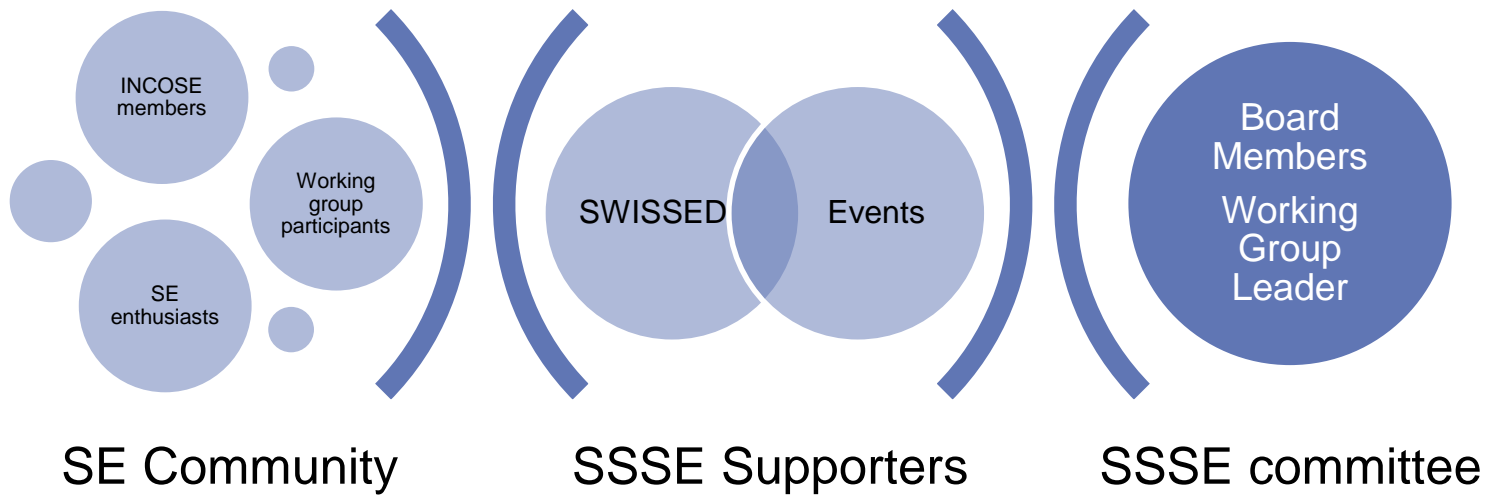 INCOSE
members
Working
group
participants
SE
enthusiasts
SE Community
SWISSED
Events
SSSE Supporters
Board
Members
Working
Group
Leader
SSSE committee